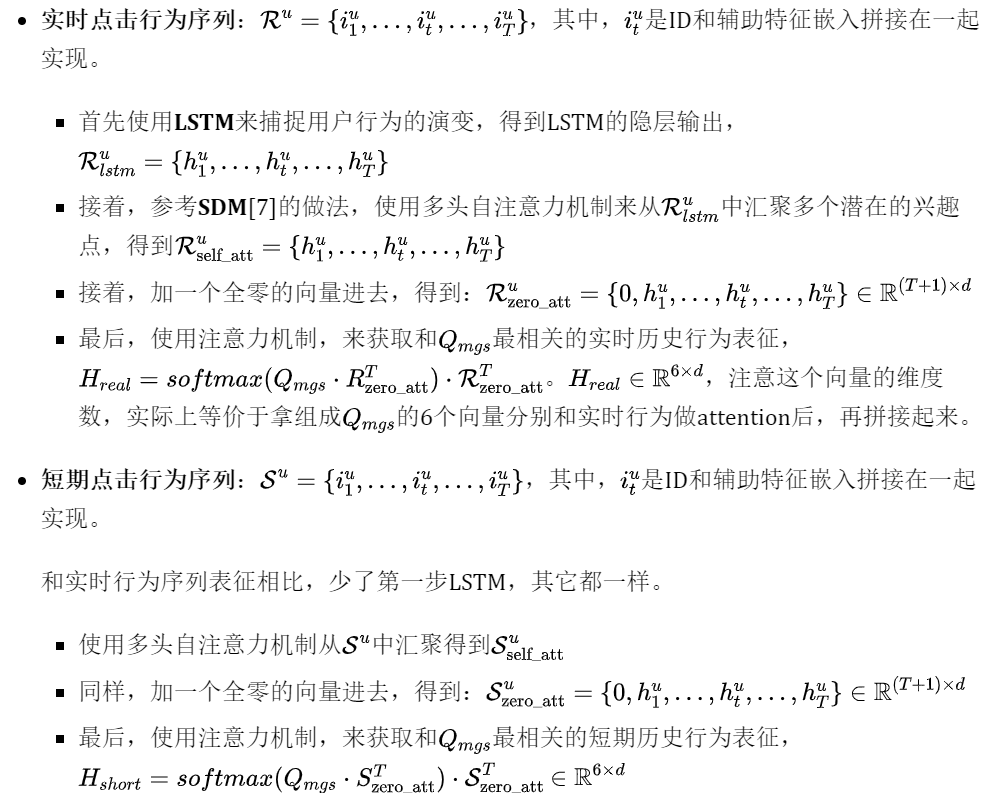 • 实时点击行为序列：$\mathcal{R}^u = \{i_1^u, \ldots, i_t^u, \ldots, i_T^u\}$，其中，$i_t^u$是ID和辅助特征嵌入拼接在一起
实现。
▪ 首先使用LSTM来捕捉用户行为的演变，得到LSTM的隐层输出，
$\mathcal{R}_{lstm}^u = \{h_1^u, \ldots, h_t^u, \ldots, h_T^u\}$
▪ 接着，参考SDM[7]的做法，使用多头自注意力机制来从$\mathcal{R}_{lstm}^u$中汇聚多个潜在的兴趣
点，得到$\mathcal{R}_{\text{self\_att}}^u = \{h_1^u, \ldots, h_t^u, \ldots, h_T^u\}$
▪ 接着，加一个全零的向量进去，得到：$\mathcal{R}_{\text{zero\_att}}^u = \{0, h_1^u, \ldots, h_t^u, \ldots, h_T^u\} \in \mathbb{R}^{(T+1) \times d}$
▪ 最后，使用注意力机制，来获取和$Q_{mgs}$最相关的实时历史行为表征，
$H_{real} = softmax(Q_{mgs} \cdot R_{\text{zero\_att}}^T) \cdot \mathcal{R}_{\text{zero\_att}}^T$。$H_{real} \in \mathbb{R}^{6 \times d}$，注意这个向量的维度
数，实际上等价于拿组成$Q_{mgs}$的6个向量分别和实时行为做attention后，再拼接起来。
• 短期点击行为序列：$\mathcal{S}^u = \{i_1^u, \ldots, i_t^u, \ldots, i_T^u\}$，其中，$i_t^u$是ID和辅助特征嵌入拼接在一起
实现。
和实时行为序列表征相比，少了第一步LSTM，其它都一样。
▪ 使用多头自注意力机制从$\mathcal{S}^u$中汇聚得到$\mathcal{S}_{\text{self\_att}}^u$
▪ 同样，加一个全零的向量进去，得到：$\mathcal{S}_{\text{zero\_att}}^u = \{0, h_1^u, \ldots, h_t^u, \ldots, h_T^u\} \in \mathbb{R}^{(T+1) \times d}$
▪ 最后，使用注意力机制，来获取和$Q_{mgs}$最相关的短期历史行为表征，
$H_{short} = softmax(Q_{mgs} \cdot S_{\text{zero\_att}}^T) \cdot \mathcal{S}_{\text{zero\_att}}^T \in \mathbb{R}^{6 \times d}$